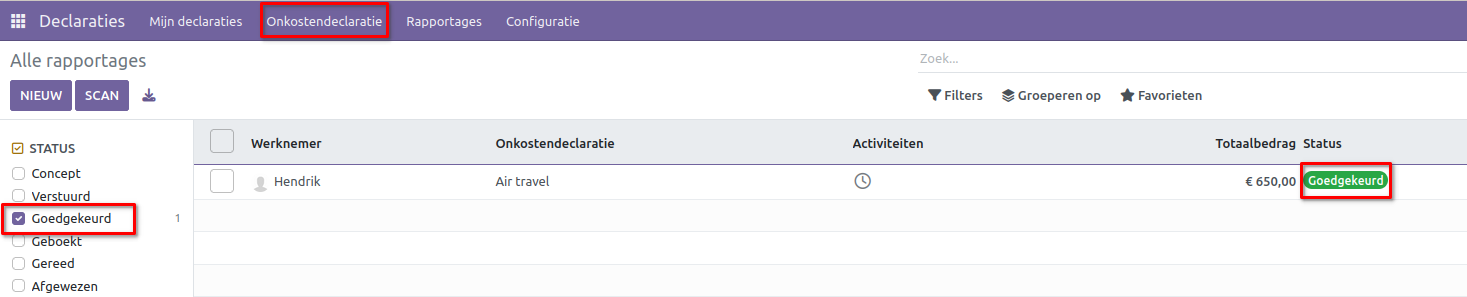 Declaraties Mijn declaraties Onkostendeclaratie Rapportages Configuratie
Alle rapportages Zoek...
NIEUW SCAN Filters Groeperen op Favorieten
STATUS
Concept
Verstuurd
Goedgekeurd 1
Geboekt
Gereed
Afgewezen
Werknemer Onkostendeclaratie Activiteiten Totaalbedrag Status
Hendrik Air travel € 650,00 Goedgekeurd